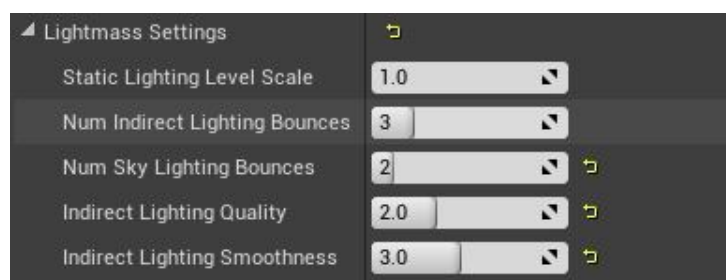 Lightmass Settings
Static Lighting Level Scale 1.0
Num Indirect Lighting Bounces 3
Num Sky Lighting Bounces 2
Indirect Lighting Quality 2.0
Indirect Lighting Smoothness 3.0